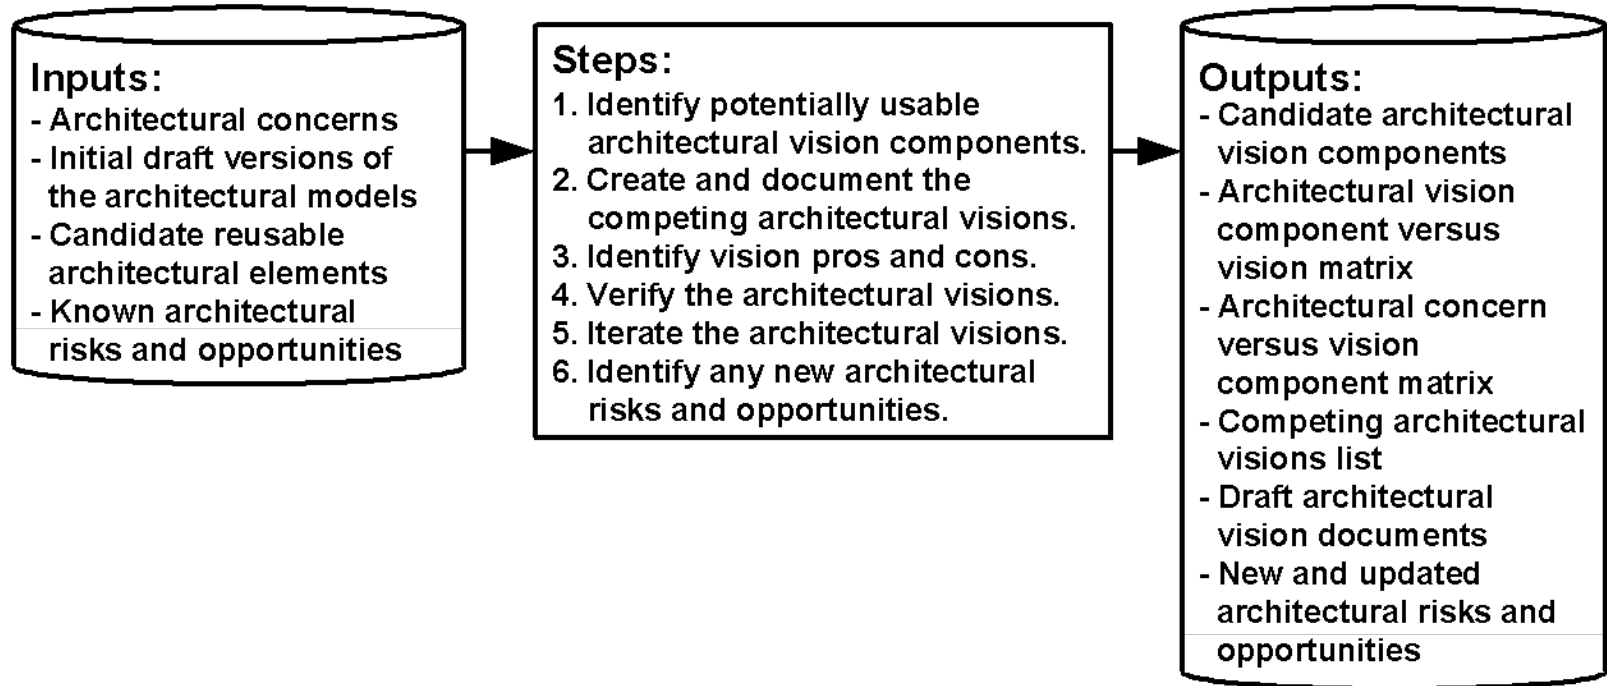 Inputs:
- Architectural concerns
- Initial draft versions of
the architectural models
- Candidate reusable
architectural elements
- Known architectural
risks and opportunities
Steps:
1. Identify potentially usable
architectural vision components.
2. Create and document the
competing architectural visions.
3. Identify vision pros and cons.
4. Verify the architectural visions.
5. Iterate the architectural visions.
6. Identify any new architectural
risks and opportunities.
Outputs:
- Candidate architectural
vision components
- Architectural vision
component versus
vision matrix
- Architectural concern
versus vision
component matrix
- Competing architectural
visions list
- Draft architectural
vision documents
- New and updated
architectural risks and
opportunities